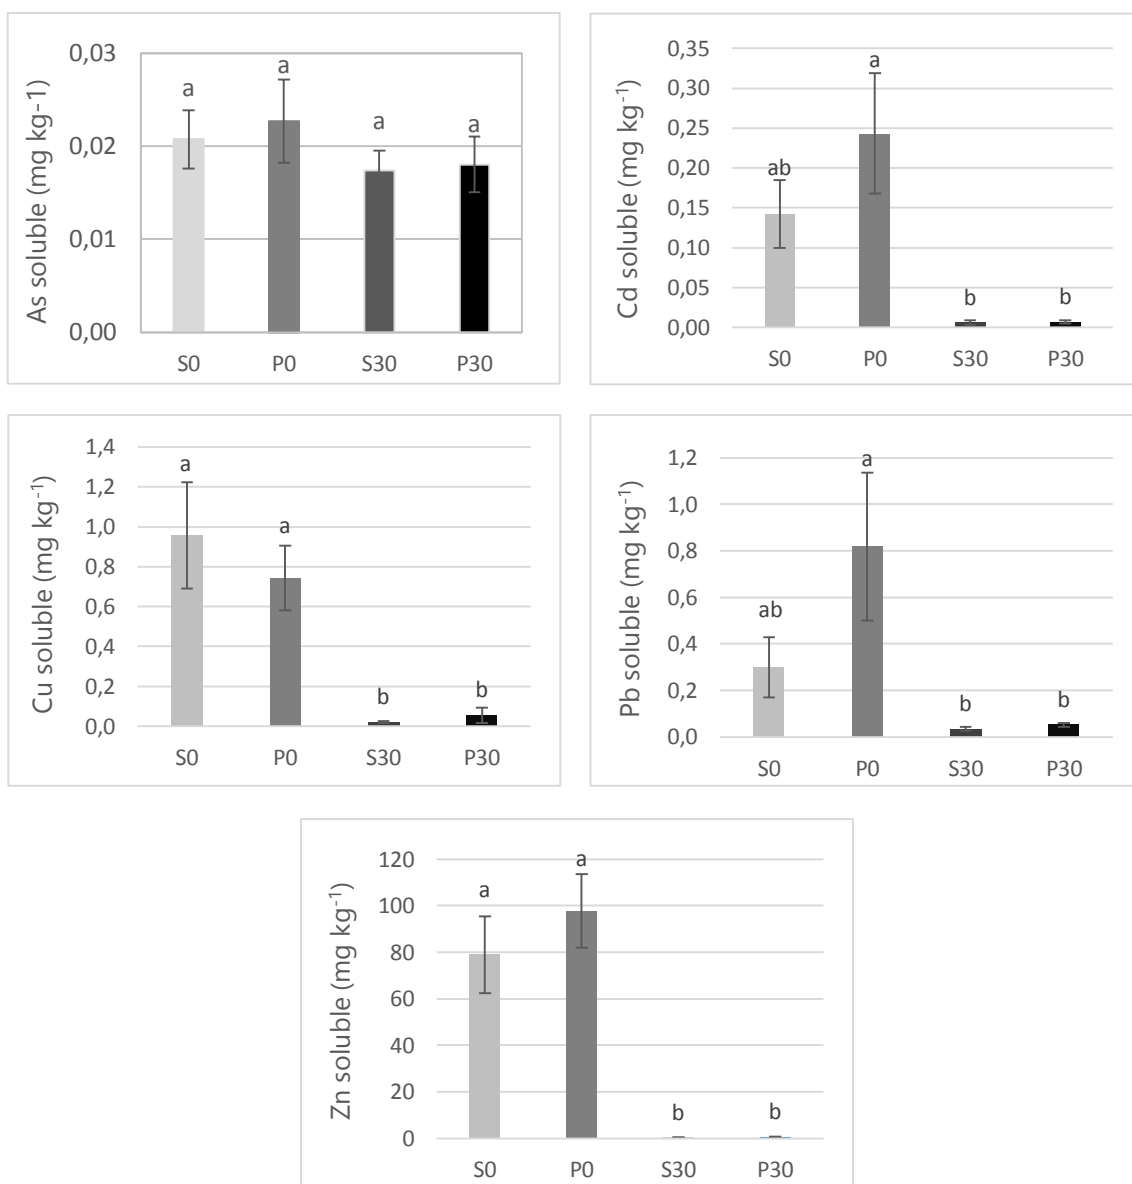 As soluble (mg kg-1)
0,03
0,02
0,01
0,00
a
a
a
a
S0 P0 S30 P30
Cd soluble (mg kg⁻¹)
0,35
0,30
0,25
0,20
0,15
0,10
0,05
0,00
ab
a
b
b
S0 P0 S30 P30
Cu soluble (mg kg⁻¹)
1,4
1,2
1,0
0,8
0,6
0,4
0,2
0,0
a
a
b
b
S0 P0 S30 P30
Pb soluble (mg kg⁻¹)
1,2
1,0
0,8
0,6
0,4
0,2
0,0
ab
a
b
b
S0 P0 S30 P30
Zn soluble (mg kg⁻¹)
120
100
80
60
40
20
0
a
a
b
b
S0 P0 S30 P30